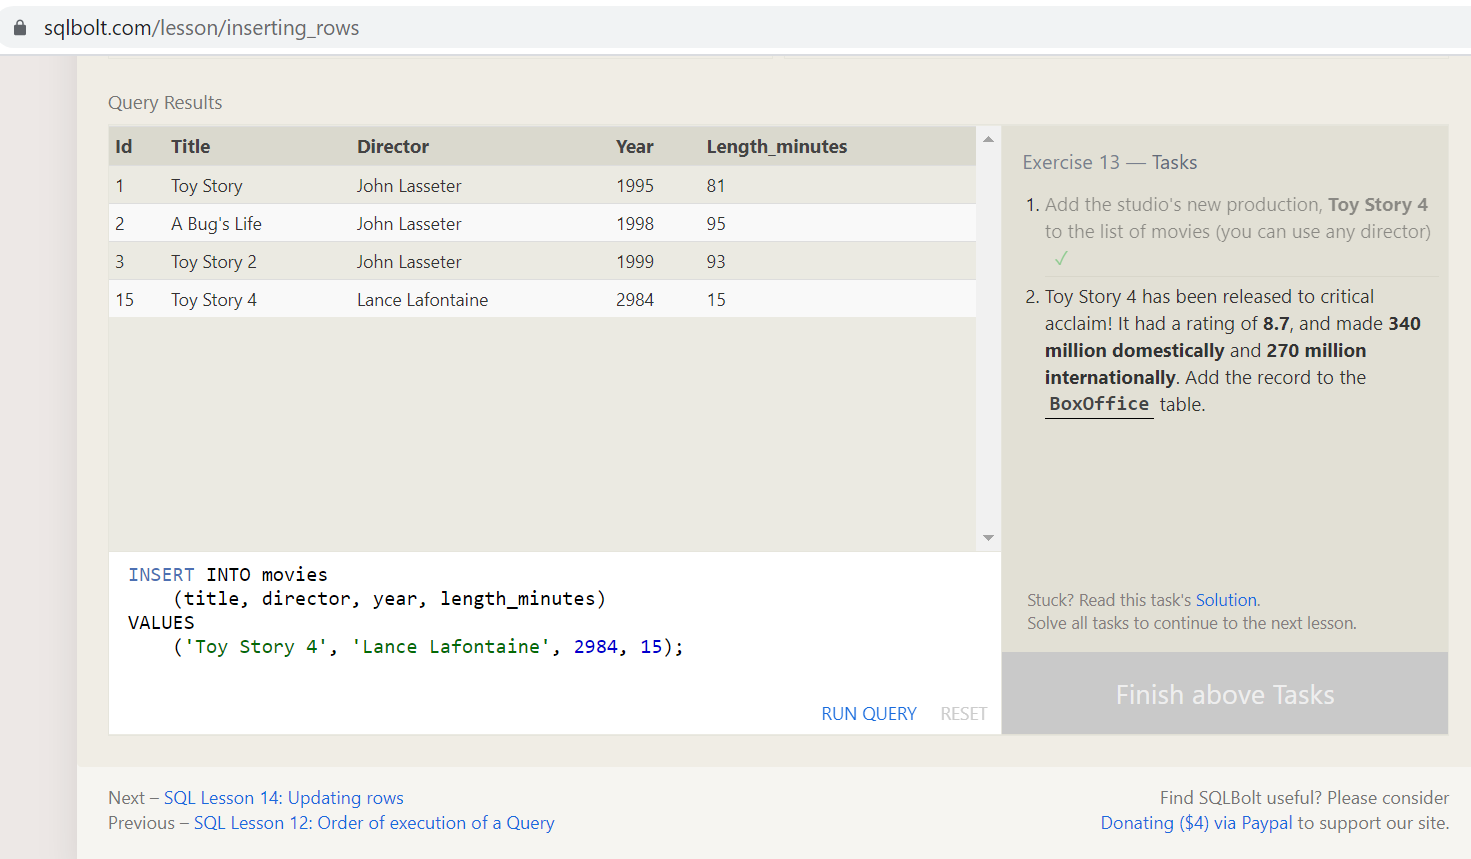 sqlbolt.com/lesson/inserting_rows
Query Results
Id Title Director Year Length_minutes
1 Toy Story John Lasseter 1995 81
2 A Bug's Life John Lasseter 1998 95
3 Toy Story 2 John Lasseter 1999 93
15 Toy Story 4 Lance Lafontaine 2984 15
INSERT INTO movies
(title, director, year, length_minutes)
VALUES
('Toy Story 4', 'Lance Lafontaine', 2984, 15);
RUN QUERY RESET
Exercise 13 — Tasks
1. Add the studio's new production, Toy Story 4
to the list of movies (you can use any director)
✓
2. Toy Story 4 has been released to critical
acclaim! It had a rating of 8.7, and made 340
million domestically and 270 million
internationally. Add the record to the
BoxOffice table.
Stuck? Read this task's Solution.
Solve all tasks to continue to the next lesson.
Finish above Tasks
Next – SQL Lesson 14: Updating rows
Previous – SQL Lesson 12: Order of execution of a Query
Find SQLBolt useful? Please consider
Donating ($4) via Paypal to support our site.